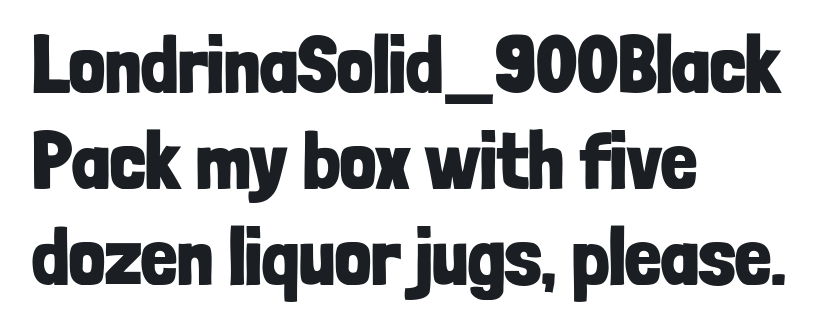 LondrinaSolid_900Black
Pack my box with five
dozen liquor jugs, please.